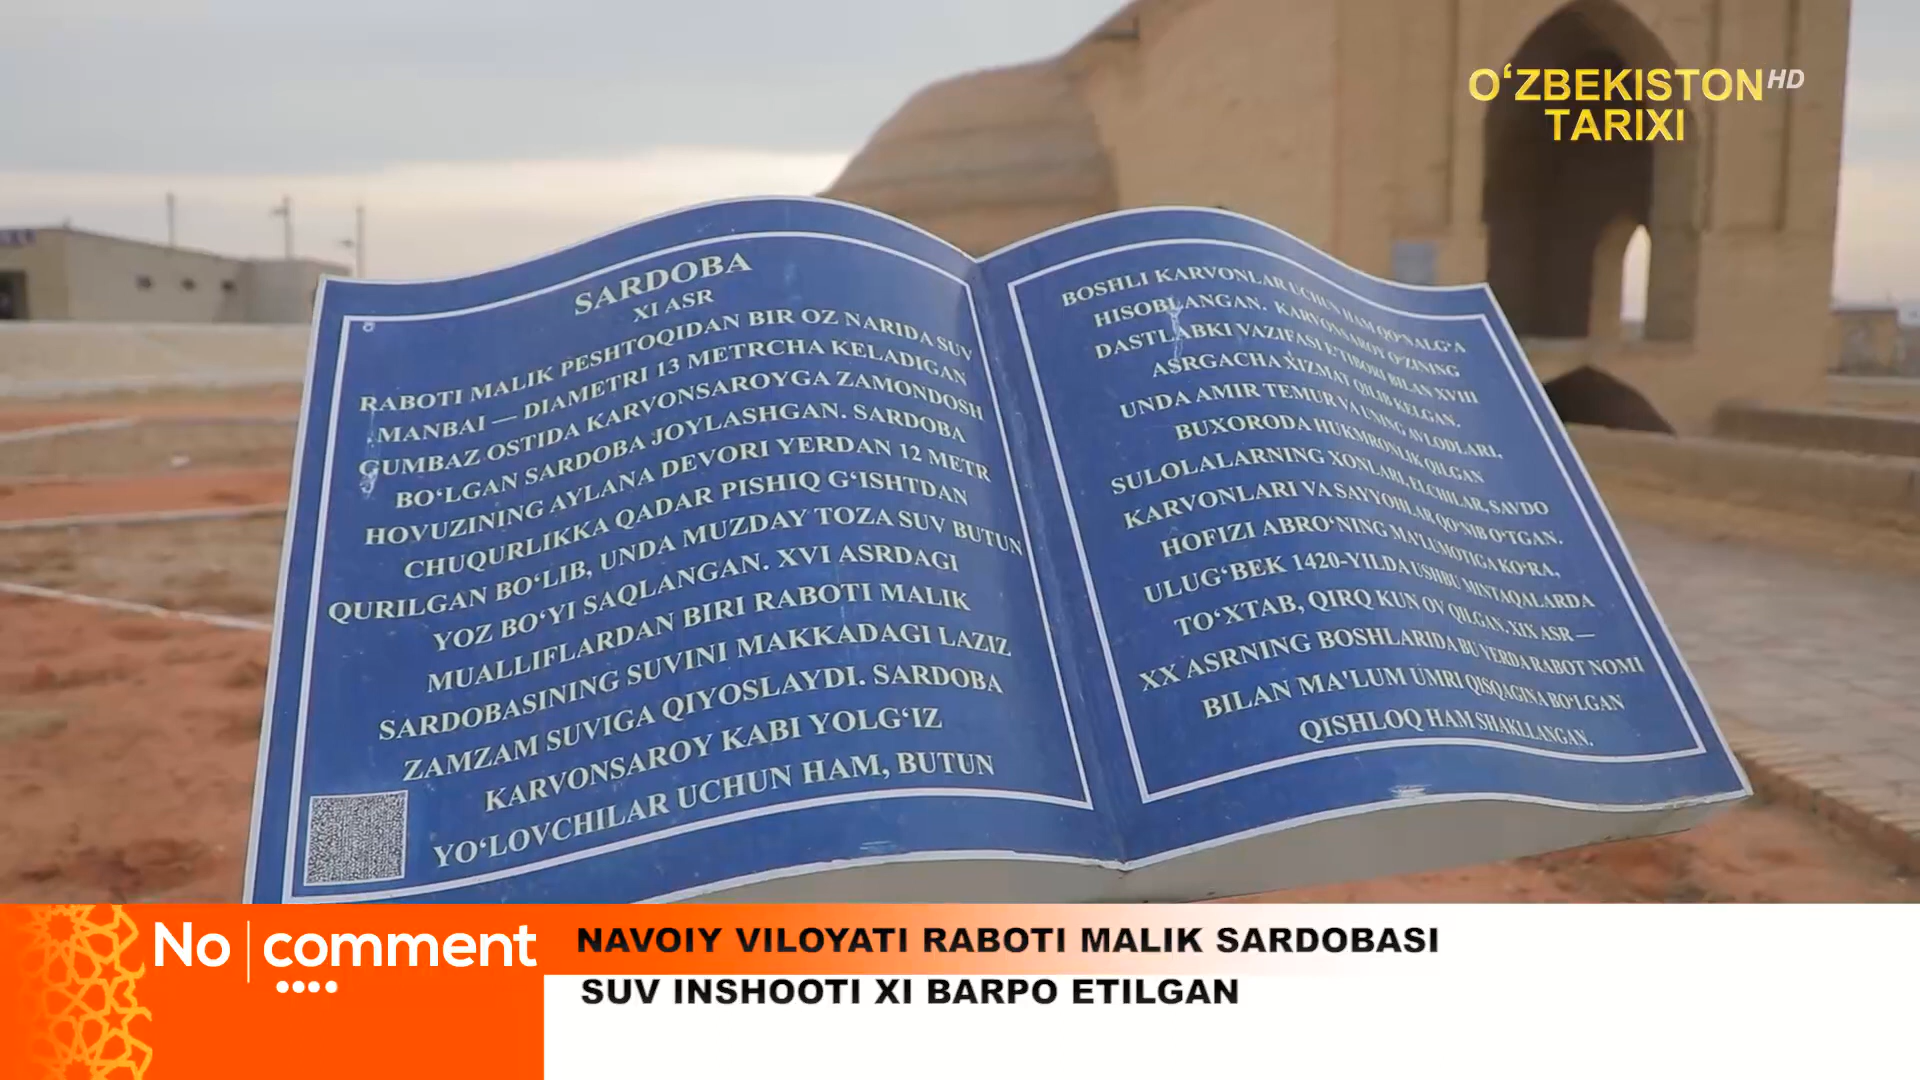 O‘ZBEKISTON HD
TARIXI
SARDOBA
XI ASR
RABOTI MALIK PESHTOQIDAN BIR OZ NARIDA SUV
MANBAI — DIAMETRI 13 METRCHA KELADIGAN
GUMBAZ OSTIDA KARVONSAROYGA ZAMONDOSH
BO‘LGAN SARDOBA JOYLASHGAN. SARDOBA
HOVUZINING AYLANA DEVORI YERDAN 12 METR
CHUQURLIKKA QADAR PISHIQ G‘ISHTDAN
QURILGAN BO‘LIB, UNDA MUZDAY TOZA SUV BUTUN
YOZ BO‘YI SAQLANGAN. XVI ASRDAGI
MUALLIFLARDAN BIRI RABOTI MALIK
SARDOBASINING SUVINI MAKKADAGI LAZIZ
ZAMZAM SUVIGA QIYOSLAYDI. SARDOBA
KARVONSAROY KABI YOLG‘IZ
YO‘LOVCHILAR UCHUN HAM, BUTUN
BOSHLI KARVONLAR UCHUN HAM QO‘NALG‘A
HISOBLANGAN. KARVONSAROY O‘ZINING
DASTLABKI VAZIFASI E'TIBORI BILAN XVIII
ASRGACHA XIZMAT QILIB KELGAN.
UNDA AMIR TEMUR VA UNING AVLODLARI,
BUXORODA HUKMRONLIK QILGAN
SULOLALARNING XONLARI, ELCHILAR, SAVDO
KARVONLARI VA SAYYOHLAR QO‘NIB O‘TGAN.
HOFIZI ABRO‘NING MA'LUMOTIGA KO‘RA,
ULUG‘BEK 1420-YILDA USHBU MINTAQALARDA
TO‘XTAB, QIRQ KUN OV QILGAN. XIX ASR —
XX ASRNING BOSHLARIDA BU YERDA RABOT NOMI
BILAN MA'LUM UMRI QISQAGINA BO‘LGAN
QISHLOQ HAM SHAKLLANGAN.
No comment
NAVOIY VILOYATI RABOTI MALIK SARDOBASI
SUV INSHOOTI XI BARPO ETILGAN